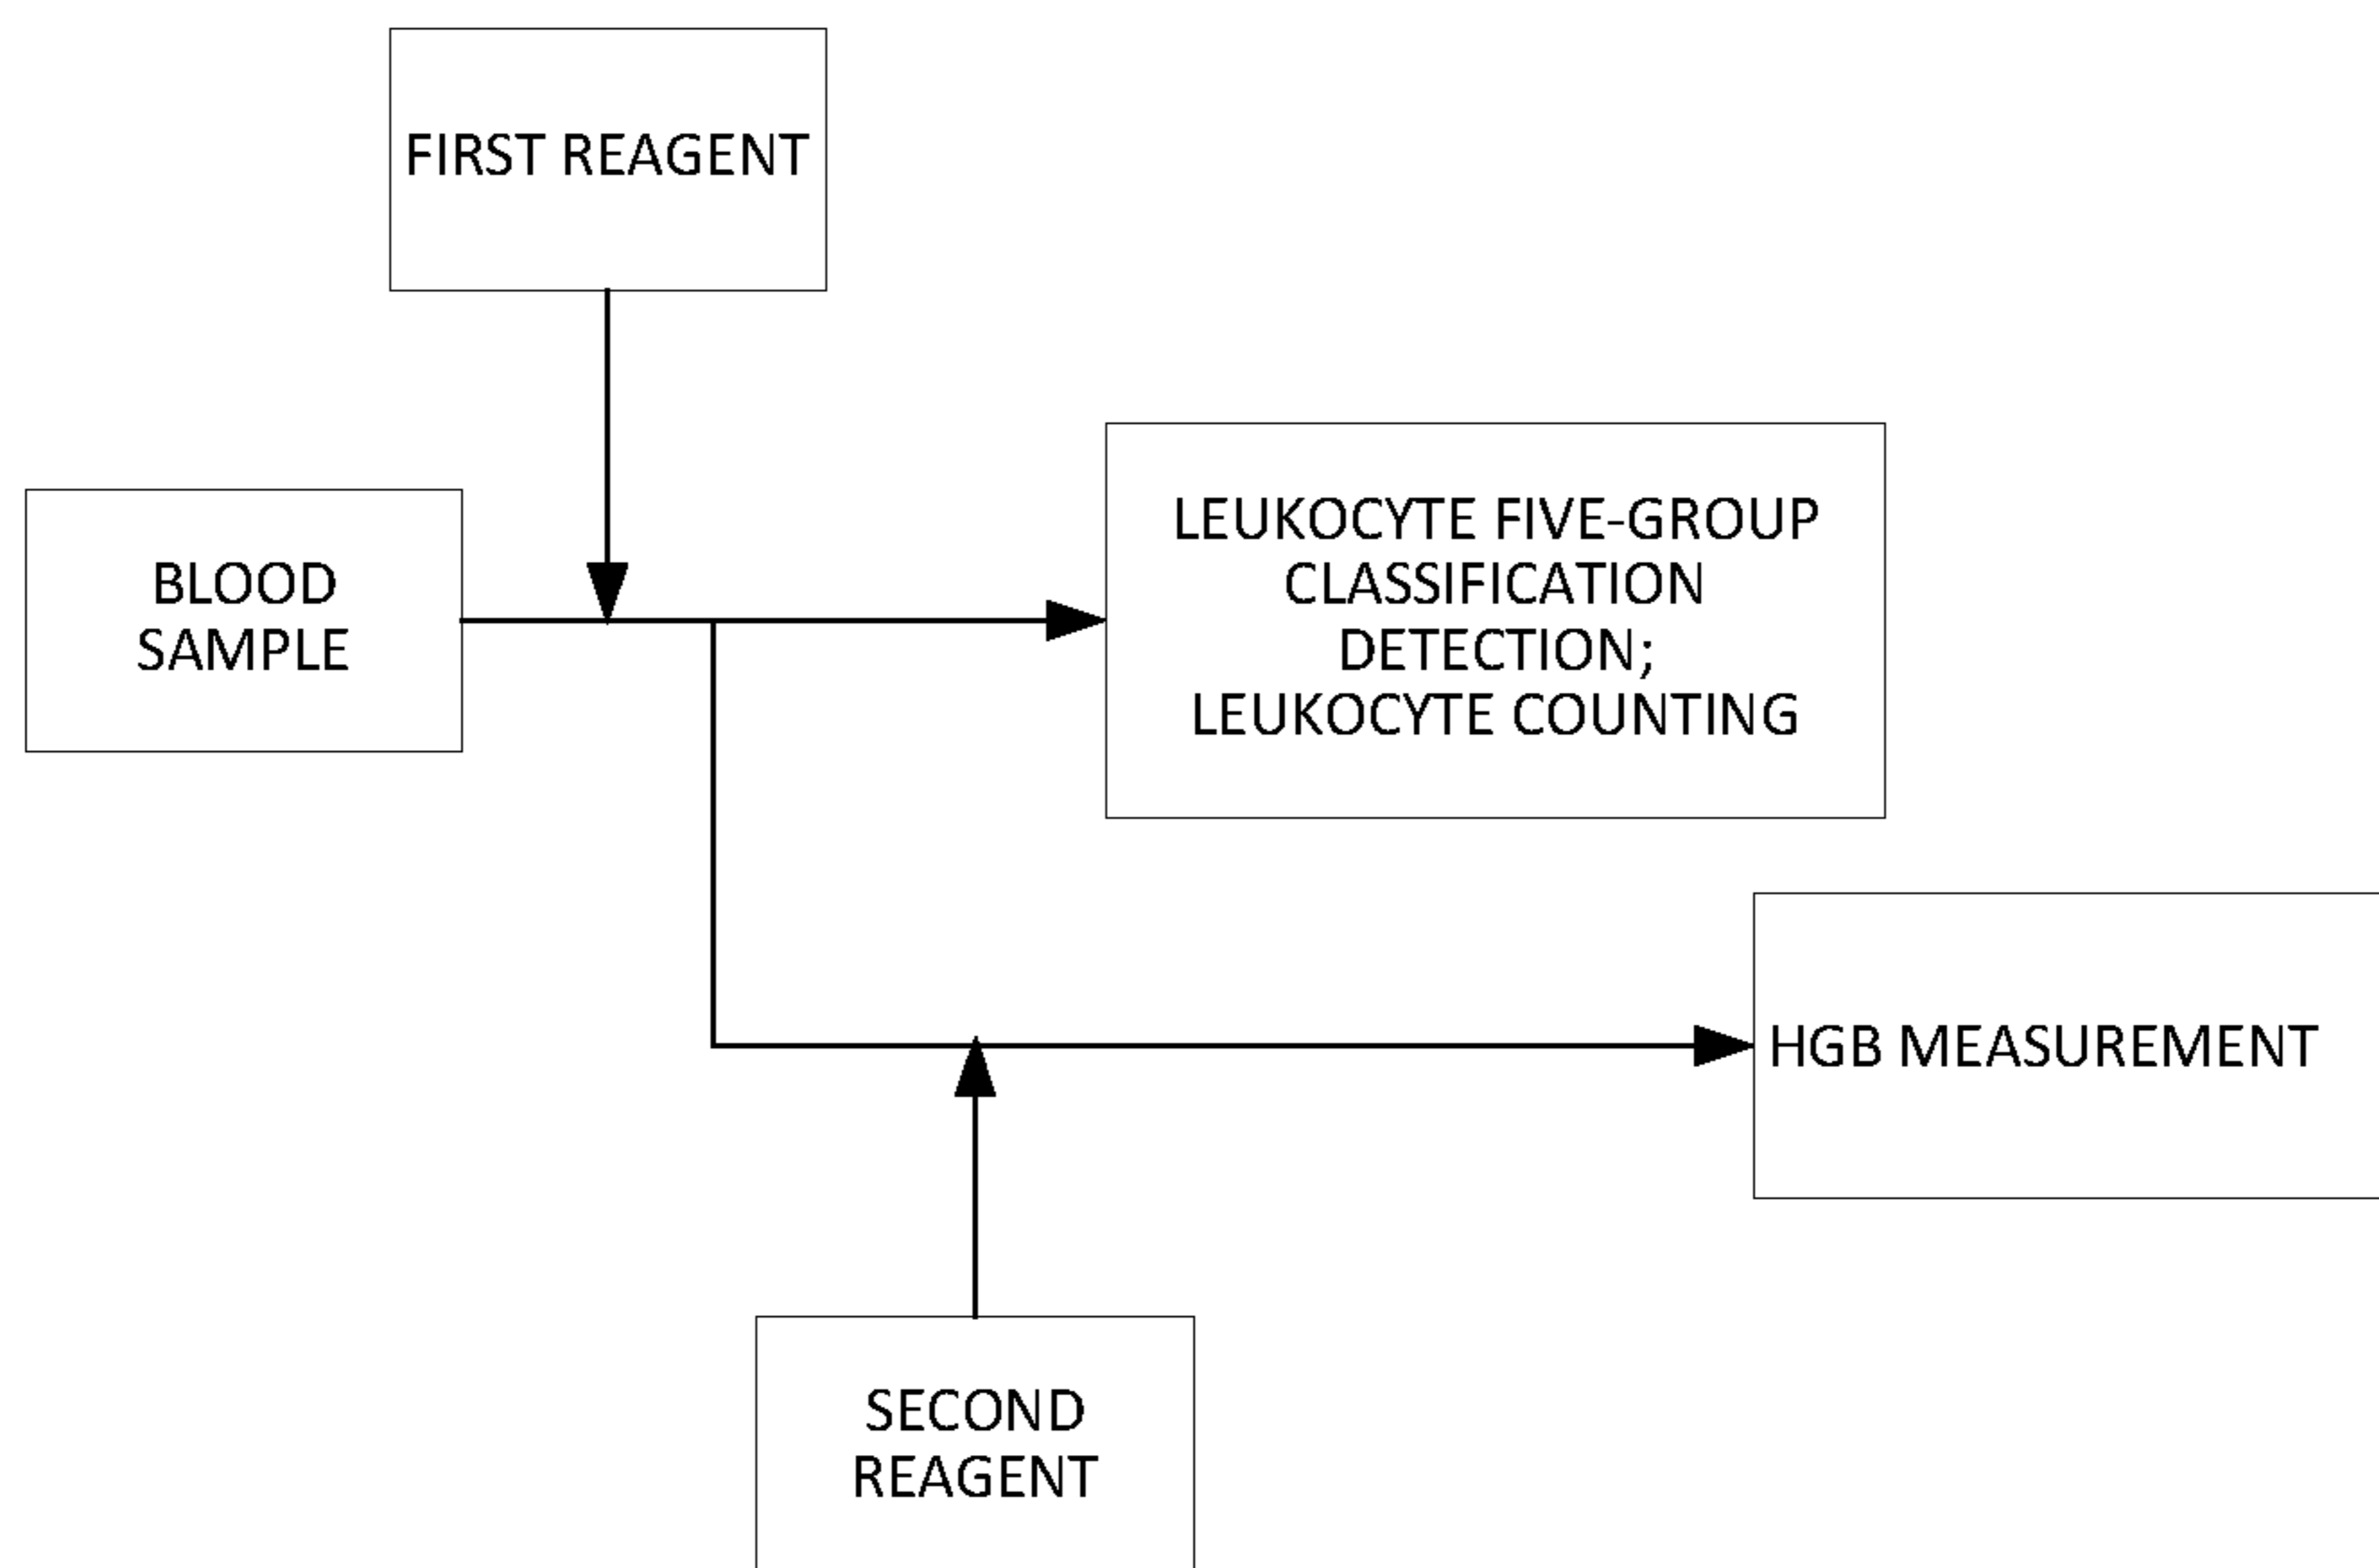 FIRST REAGENT
BLOOD
SAMPLE
LEUKOCYTE FIVE-GROUP
CLASSIFICATION
DETECTION;
LEUKOCYTE COUNTING
HGB MEASUREMENT
SECOND
REAGENT